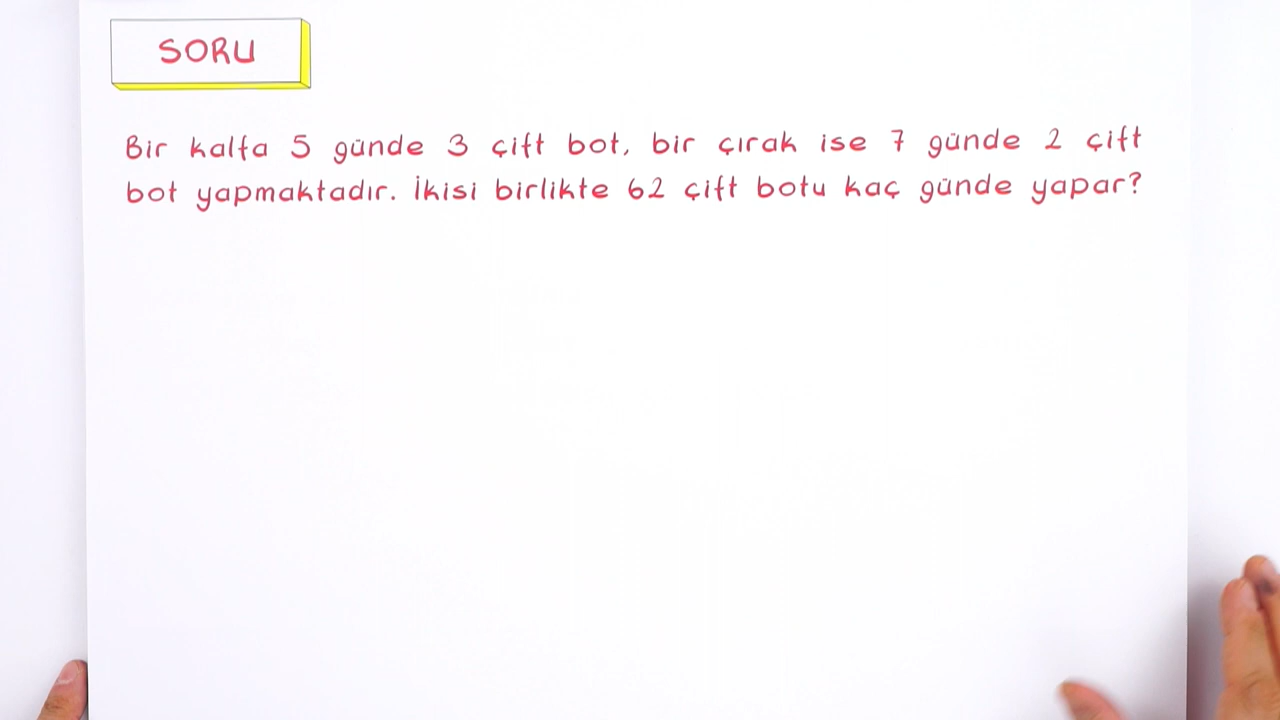 SORU
Bir kalfa 5 günde 3 çift bot, bir çırak ise 7 günde 2 çift
bot yapmaktadır. İkisi birlikte 62 çift botu kaç günde yapar?